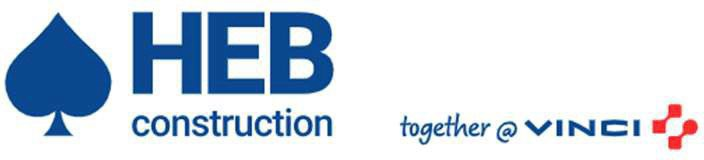 HEB
construction
together @ VINCI